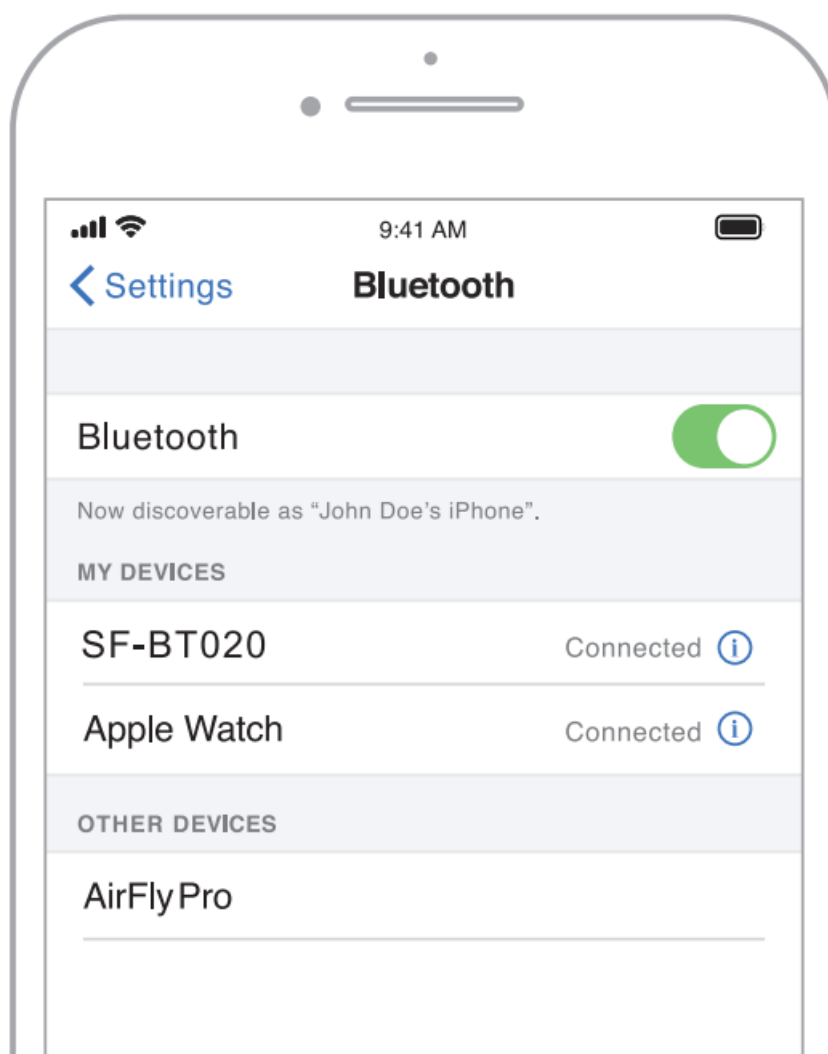 9:41 AM
Settings Bluetooth
Bluetooth
Now discoverable as “John Doe's iPhone”.
MY DEVICES
SF-BT020 Connected i
Apple Watch Connected i
OTHER DEVICES
AirFly Pro